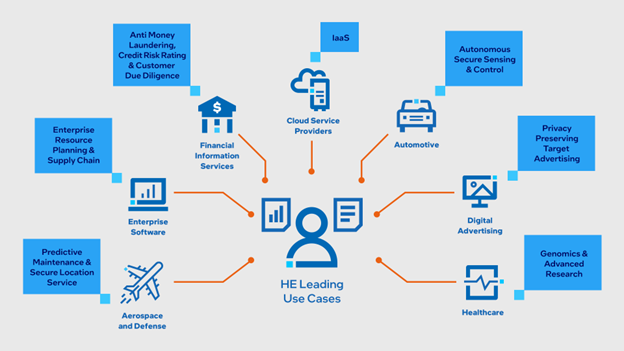 Anti Money
Laundering,
Credit Risk Rating
& Customer
Due Diligence
$
Financial
Information
Services
IaaS
Cloud Service
Providers
Autonomous
Secure Sensing
& Control
Automotive
Enterprise
Resource
Planning &
Supply Chain
Enterprise
Software
Privacy
Preserving
Target
Advertising
Digital
Advertising
Predictive
Maintenance &
Secure Location
Service
Aerospace
and Defense
HE Leading
Use Cases
Genomics &
Advanced
Research
Healthcare